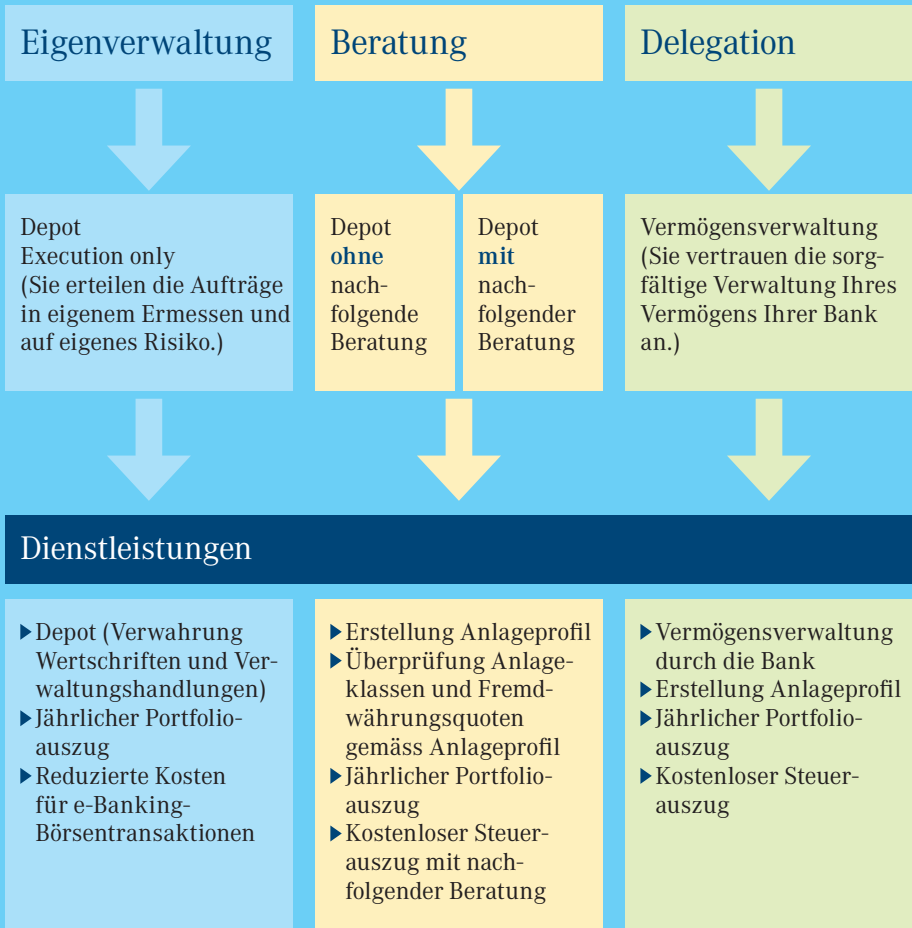 Eigenverwaltung
Beratung
Delegation
Depot
Execution only
(Sie erteilen die Aufträge
in eigenem Ermessen und
auf eigenes Risiko.)
Depot
ohne
nach-
folgende
Beratung
Depot
mit
nach-
folgender
Beratung
Vermögensverwaltung
(Sie vertrauen die sorg-
fältige Verwaltung Ihres
Vermögens Ihrer Bank
an.)
Dienstleistungen
Depot (Verwahrung
Wertschriften und Ver-
waltungshandlungen)
Jährlicher Portfolio-
auszug
Reduzierte Kosten
für e-Banking-
Börsentransaktionen
Erstellung Anlageprofil
Überprüfung Anlage-
klassen und Fremd-
währungsquoten
gemäss Anlageprofil
Jährlicher Portfolio-
auszug
Kostenloser Steuer-
auszug mit nach-
folgender Beratung
Vermögensverwaltung
durch die Bank
Erstellung Anlageprofil
Jährlicher Portfolio-
auszug
Kostenloser Steuer-
auszug